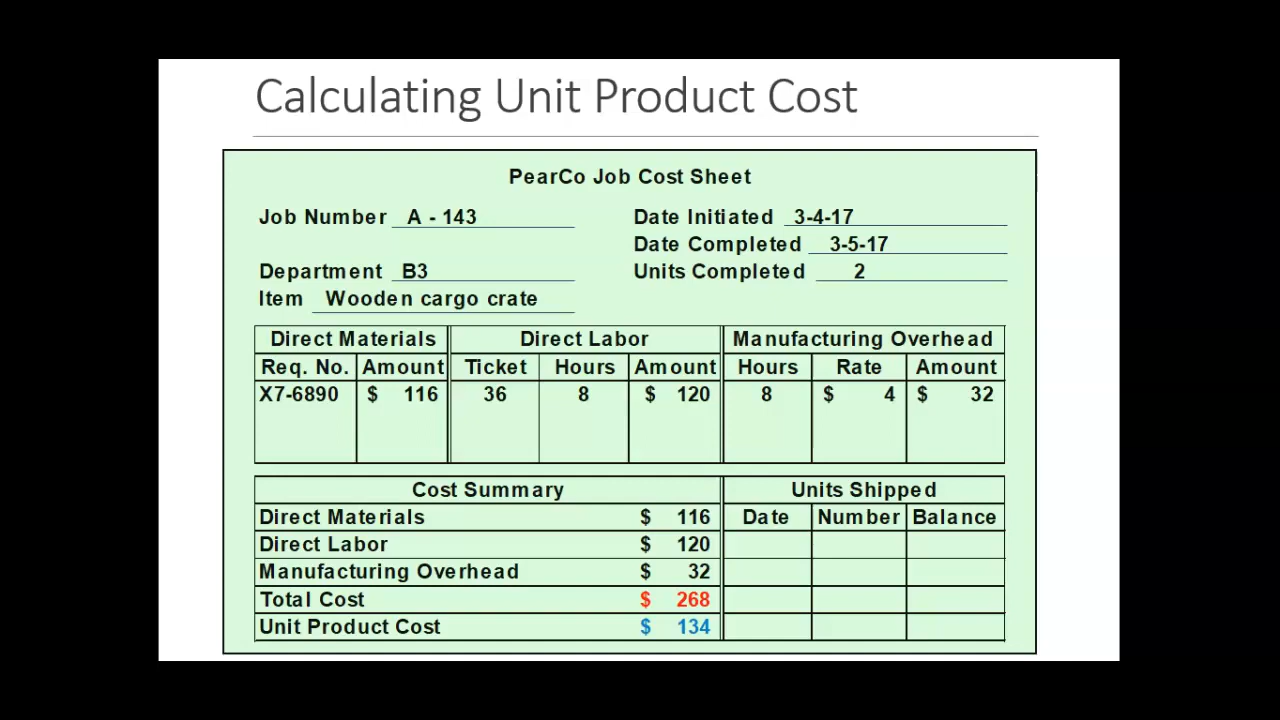 Calculating Unit Product Cost
PearCo Job Cost Sheet
Job Number A - 143 Date Initiated 3-4-17
Date Completed 3-5-17
Department B3 Units Completed 2
Item Wooden cargo crate
Direct Materials Direct Labor Manufacturing Overhead
Req. No. Amount Ticket Hours Amount Hours Rate Amount
X7-6890 $ 116 36 8 $ 120 8 $ 4 $ 32
Cost Summary Units Shipped
Direct Materials $ 116 Date Number Balance
Direct Labor $ 120
Manufacturing Overhead $ 32
Total Cost $ 268
Unit Product Cost $ 134